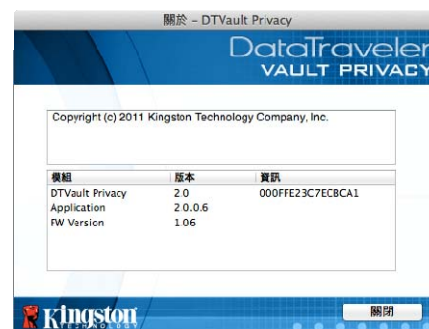 關於 – DTVault Privacy
DataTraveler
VAULT PRIVACY
Copyright (c) 2011 Kingston Technology Company, Inc.
模組 版本 資訊
DTVault Privacy 2.0 000FFE23C7ECBCA1
Application 2.0.0.6
FW Version 1.06
Kingston
TECHNOLOGY
關閉